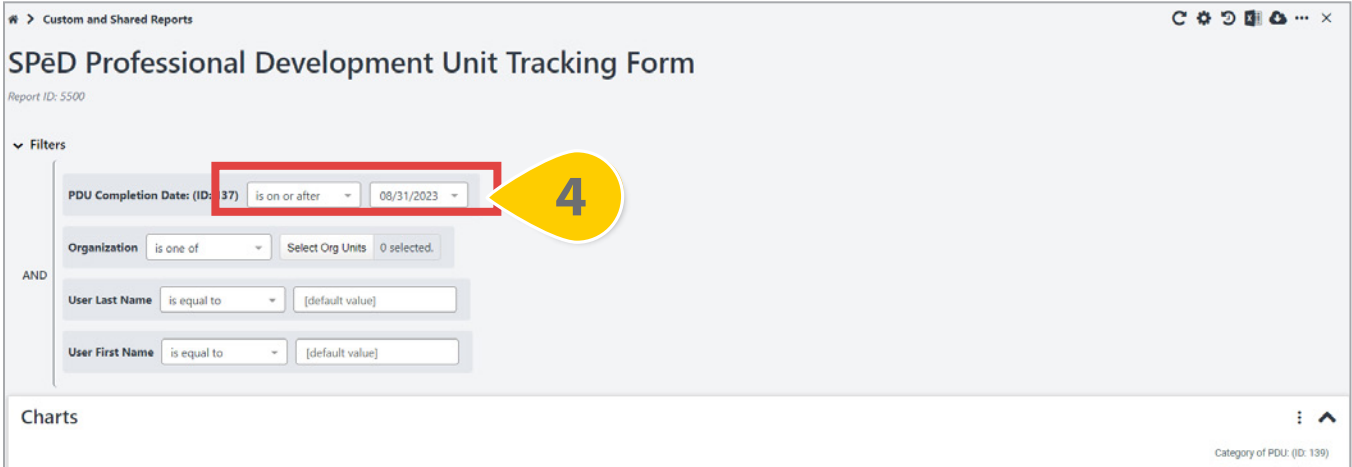 Custom and Shared Reports
SPēD Professional Development Unit Tracking Form
Report ID: 5500
Filters
PDU Completion Date: (ID: 137) is on or after 08/31/2023
4
Organization is one of Select Org Units 0 selected.
AND
User Last Name is equal to [default value]
User First Name is equal to [default value]
Charts
Category of PDU: (ID: 139)